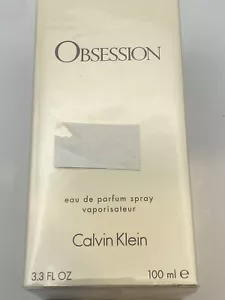 OBSESSION
eau de parfum spray
vaporisateur
Calvin Klein
3.3 FL OZ 100 ml ℮